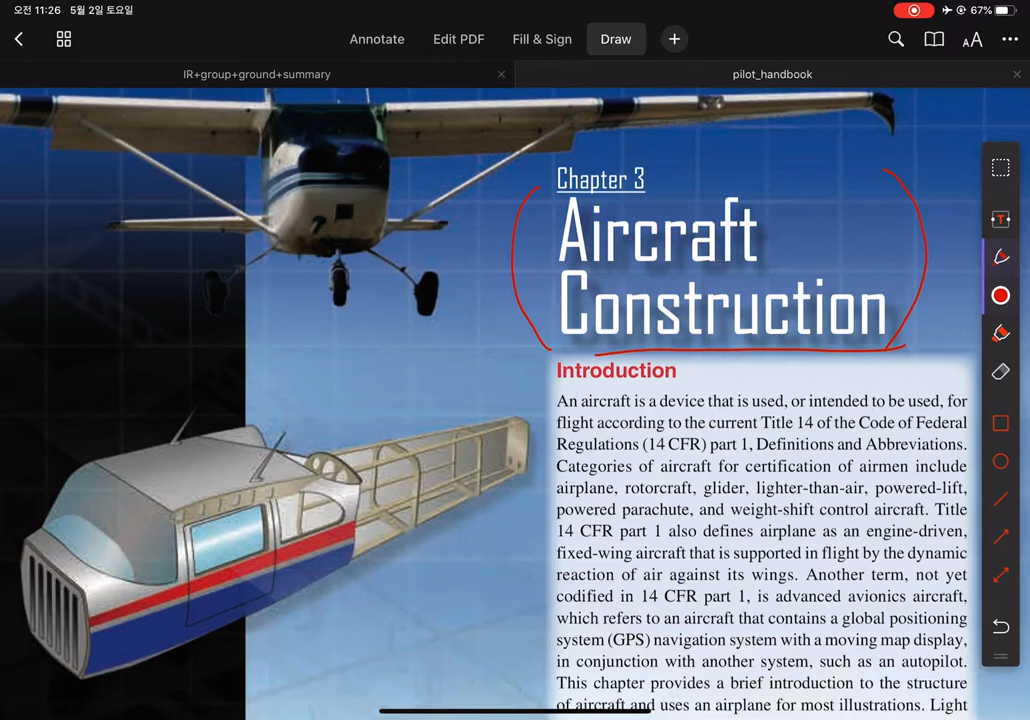 오전 11:26 5월 2일 토요일 67%
Annotate Edit PDF Fill & Sign Draw
IR+group+ground+summary pilot_handbook
Chapter 3
Aircraft
Construction
Introduction
An aircraft is a device that is used, or intended to be used, for
flight according to the current Title 14 of the Code of Federal
Regulations (14 CFR) part 1, Definitions and Abbreviations.
Categories of aircraft for certification of airmen include
airplane, rotorcraft, glider, lighter-than-air, powered-lift,
powered parachute, and weight-shift control aircraft. Title
14 CFR part 1 also defines airplane as an engine-driven,
fixed-wing aircraft that is supported in flight by the dynamic
reaction of air against its wings. Another term, not yet
codified in 14 CFR part 1, is advanced avionics aircraft,
which refers to an aircraft that contains a global positioning
system (GPS) navigation system with a moving map display,
in conjunction with another system, such as an autopilot.
This chapter provides a brief introduction to the structure
of aircraft and uses an airplane for most illustrations. Light